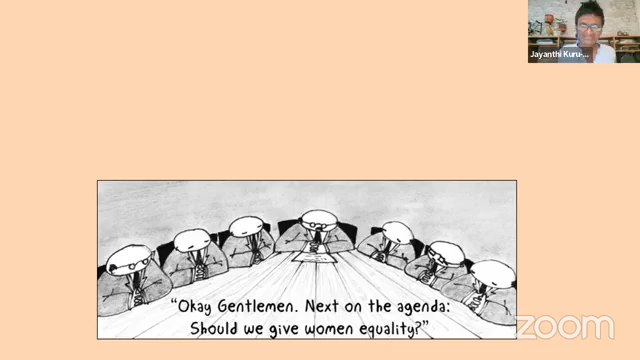 Jayanthi Kuru-...
“Okay Gentlemen. Next on the agenda:
Should we give women equality?”
zoom